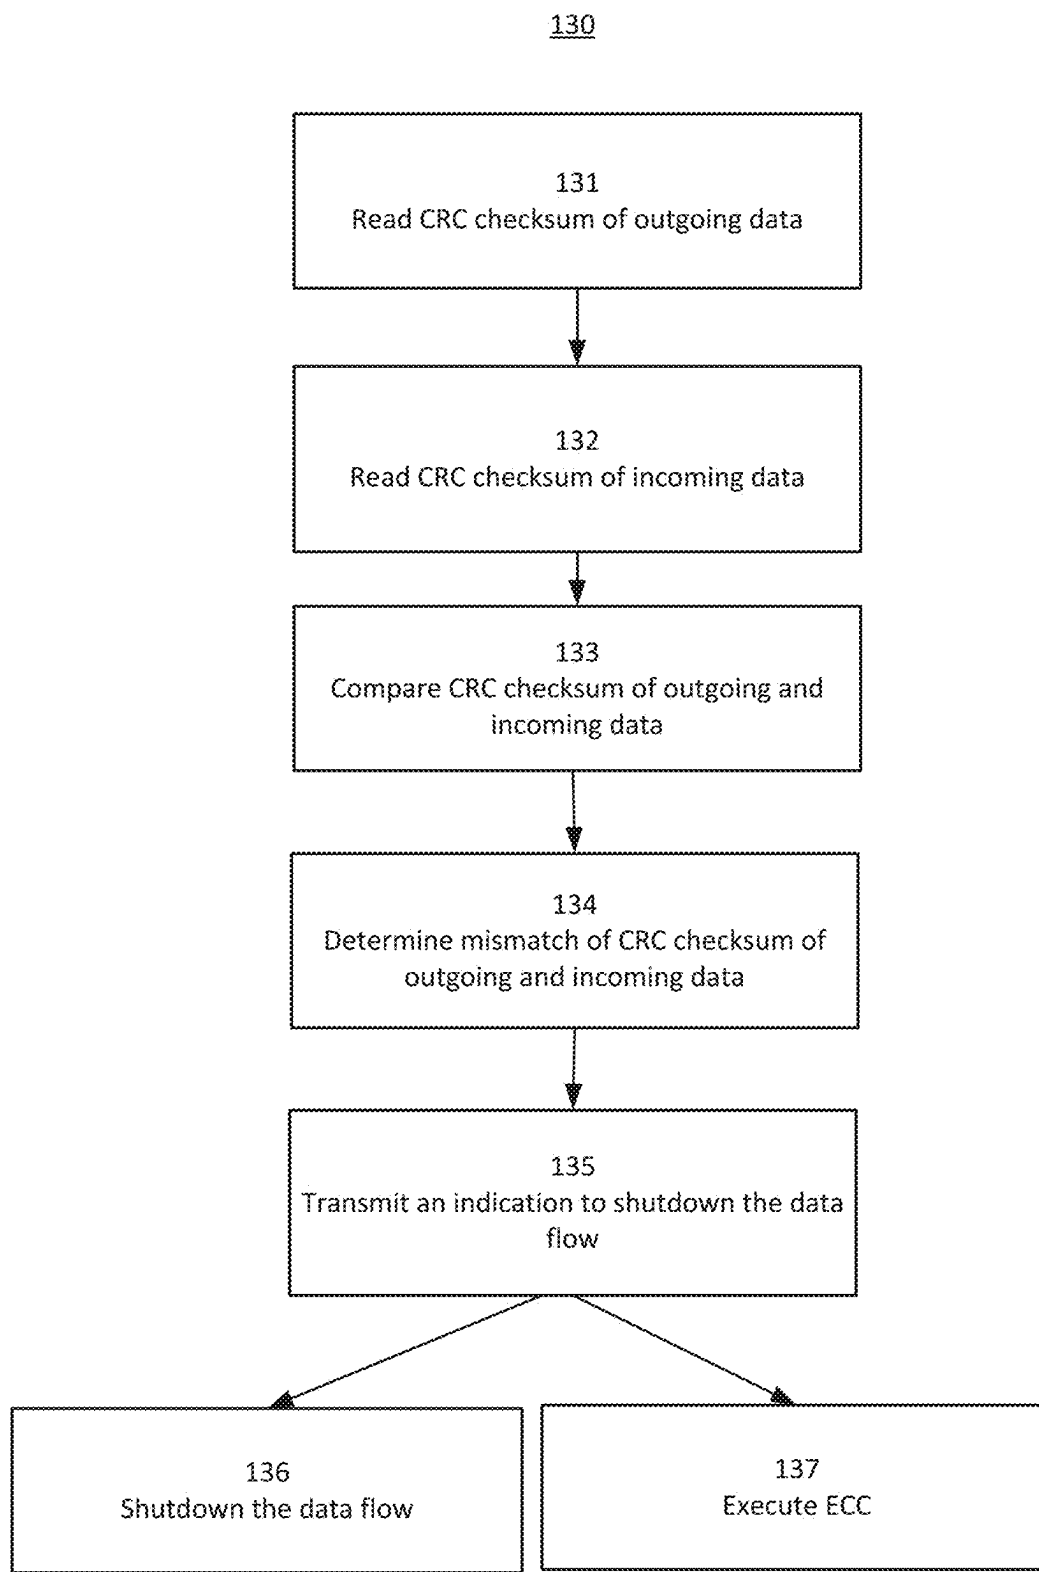 130
131
Read CRC checksum of outgoing data
132
Read CRC checksum of incoming data
133
Compare CRC checksum of outgoing and
incoming data
134
Determine mismatch of CRC checksum of
outgoing and incoming data
135
Transmit an indication to shutdown the data
flow
136
Shutdown the data flow
137
Execute ECC